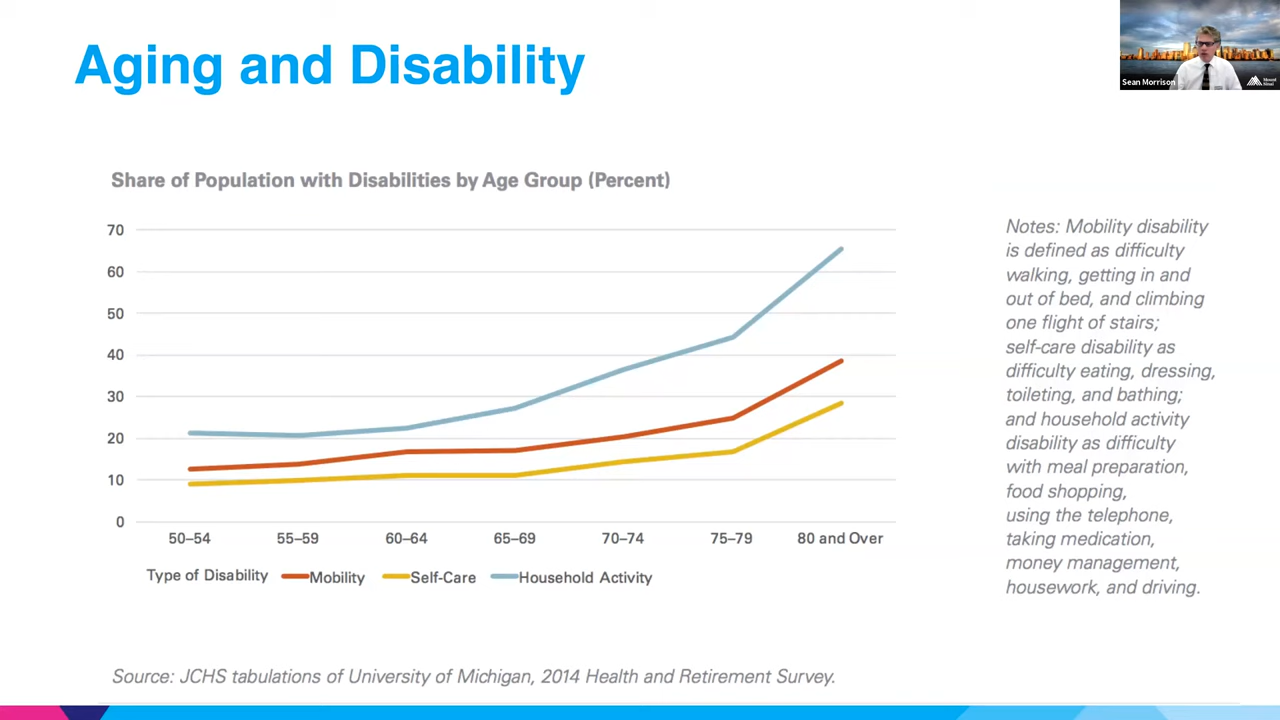 Aging and Disability
Sean Morrison
Mount
Sinai
Share of Population with Disabilities by Age Group (Percent)
70
60
50
40
30
20
10
0
50–54 55–59 60–64 65–69 70–74 75–79 80 and Over
Type of Disability Mobility Self-Care Household Activity
Notes: Mobility disability
is defined as difficulty
walking, getting in and
out of bed, and climbing
one flight of stairs;
self-care disability as
difficulty eating, dressing,
toileting, and bathing;
and household activity
disability as difficulty
with meal preparation,
food shopping,
using the telephone,
taking medication,
money management,
housework, and driving.
Source: JCHS tabulations of University of Michigan, 2014 Health and Retirement Survey.